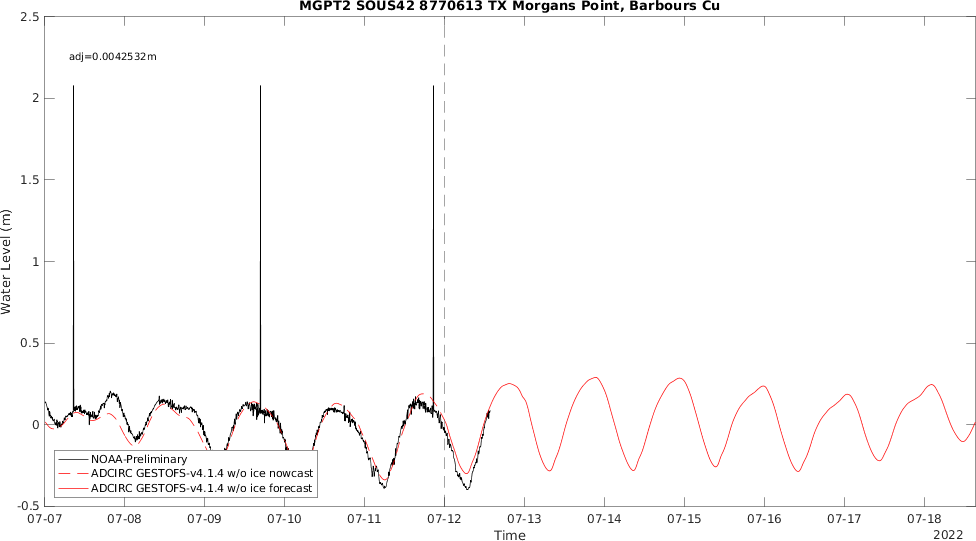 MGPT2 SOUS42 8770613 TX Morgans Point, Barbours Cu
adj=0.0042532m
2.5
2
1.5
1
0.5
0
-0.5
Water Level (m)
NOAA-Preliminary
ADCIRC GESTOFS-v4.1.4 w/o ice nowcast
ADCIRC GESTOFS-v4.1.4 w/o ice forecast
07-07 07-08 07-09 07-10 07-11 07-12 07-13 07-14 07-15 07-16 07-17 07-18
Time
2022